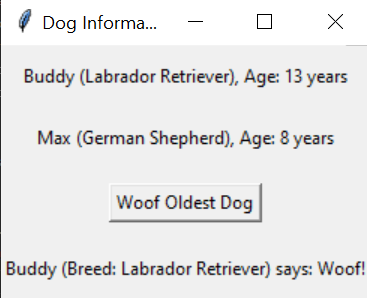 Dog Informa...
Buddy (Labrador Retriever), Age: 13 years
Max (German Shepherd), Age: 8 years
Woof Oldest Dog
Buddy (Breed: Labrador Retriever) says: Woof!